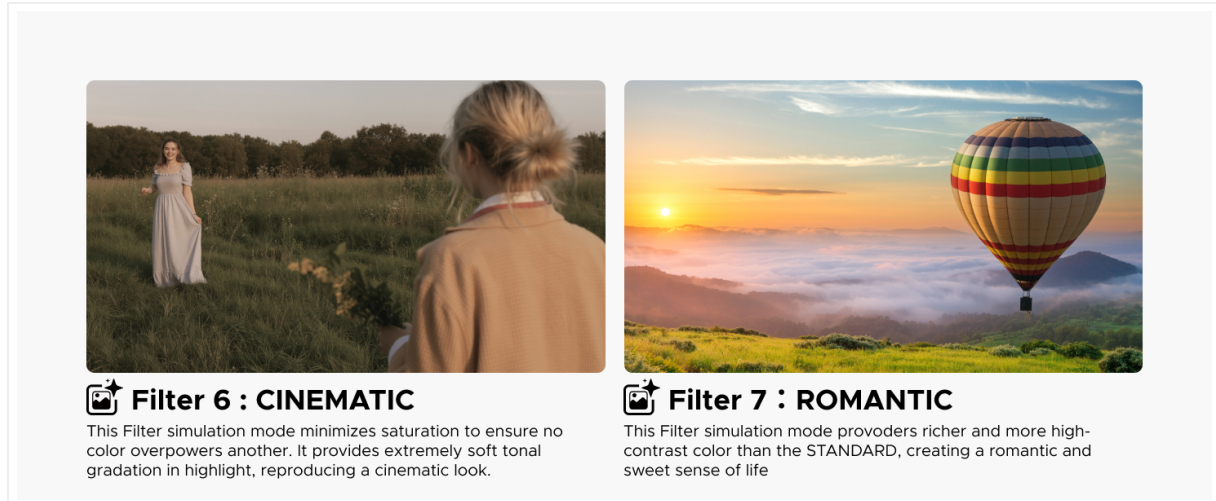 Filter 6 : CINEMATIC
This Filter simulation mode minimizes saturation to ensure no
color overpowers another. It provides extremely soft tonal
gradation in highlight, reproducing a cinematic look.
Filter 7：ROMANTIC
This Filter simulation mode provoders richer and more high-
contrast color than the STANDARD, creating a romantic and
sweet sense of life